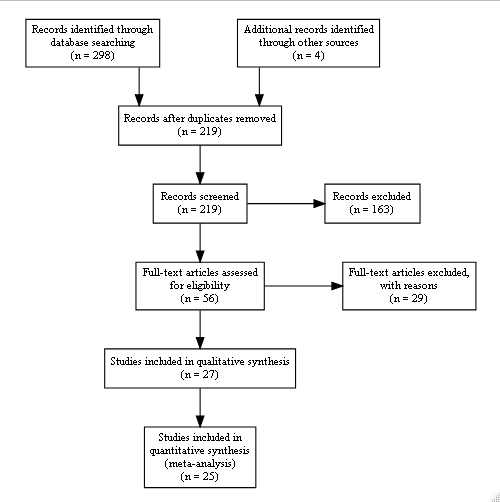 Records identified through
database searching
(n = 298)
Additional records identified
through other sources
(n = 4)
Records after duplicates removed
(n = 219)
Records screened
(n = 219)
Records excluded
(n = 163)
Full-text articles assessed
for eligibility
(n = 56)
Full-text articles excluded,
with reasons
(n = 29)
Studies included in qualitative synthesis
(n = 27)
Studies included in
quantitative synthesis
(meta-analysis)
(n = 25)